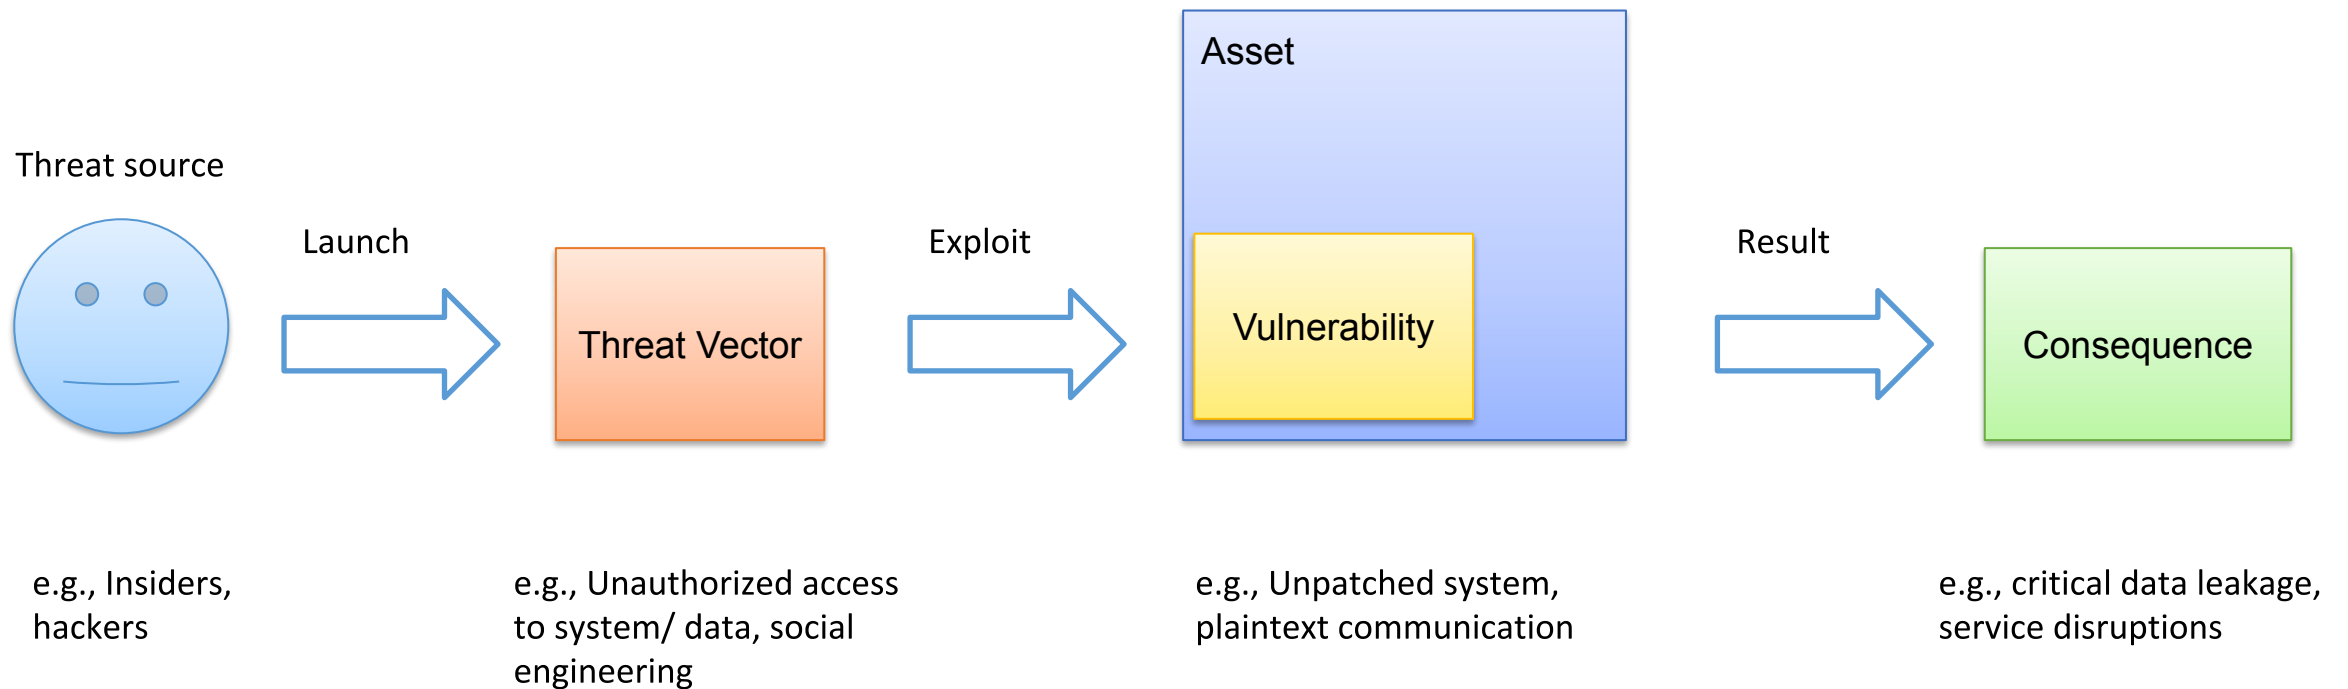 Asset
Threat source
Launch
Exploit
Result
Threat Vector
Vulnerability
Consequence
e.g., Insiders,
hackers
e.g., Unauthorized access
to system/ data, social
engineering
e.g., Unpatched system,
plaintext communication
e.g., critical data leakage,
service disruptions